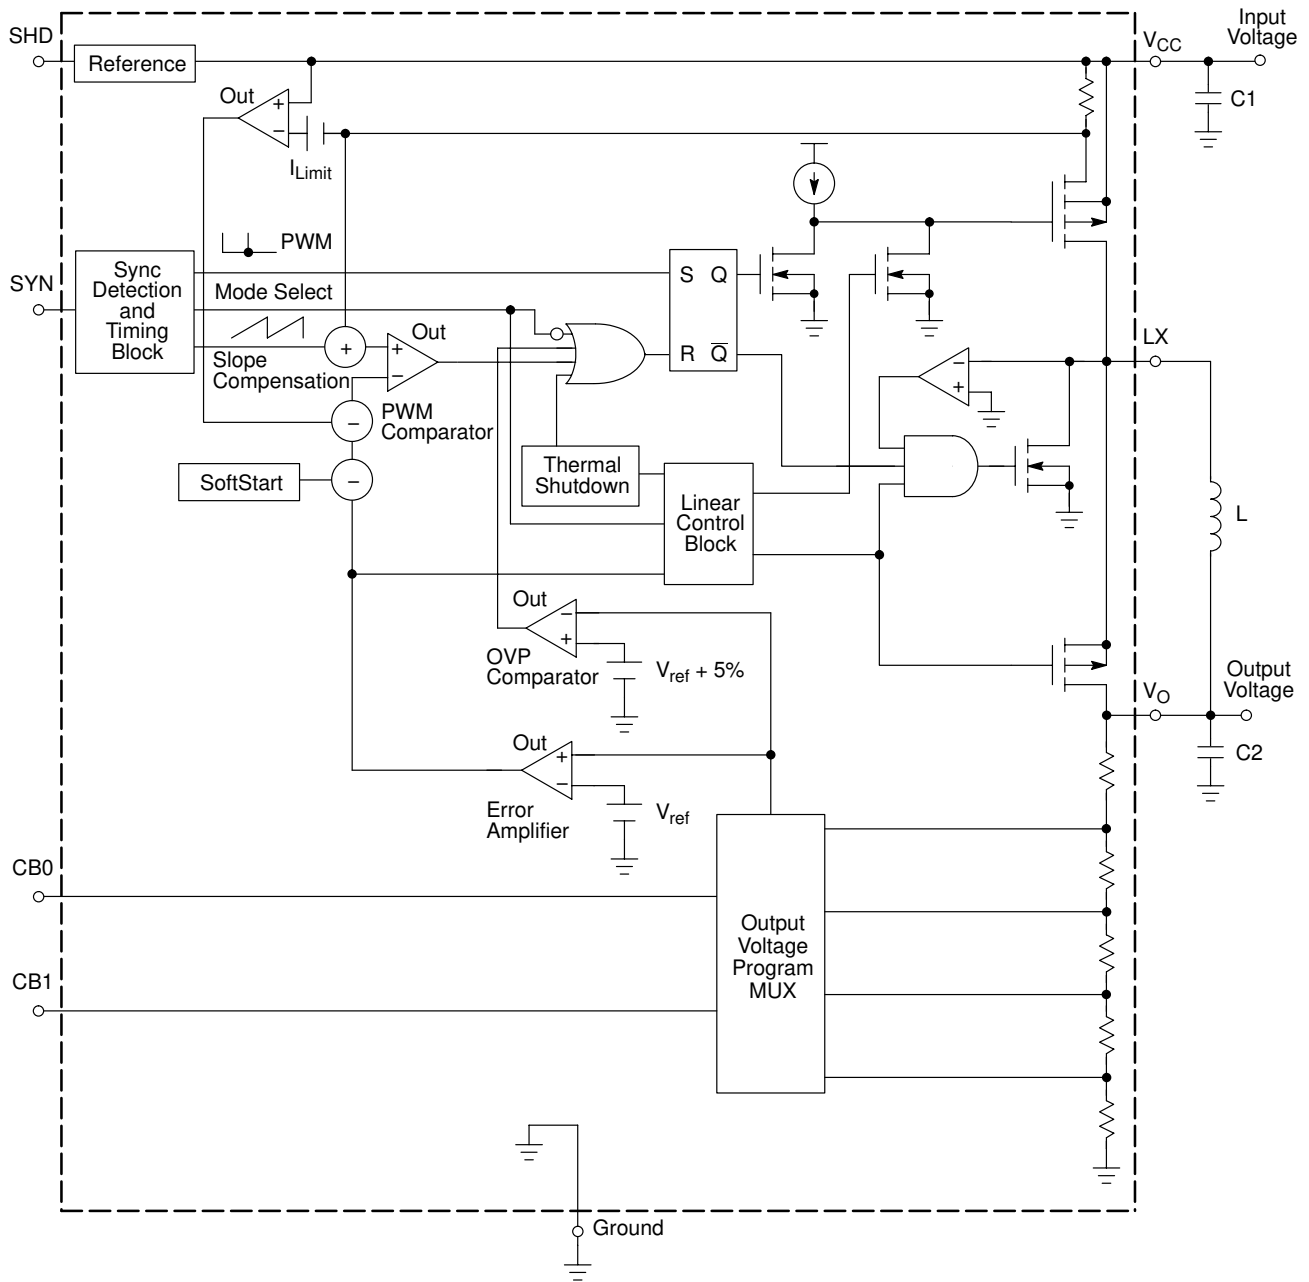 SHD
Reference
V_CC
Input
Voltage
Out
+
−
I_Limit
C1
PWM
SYN
Sync
Detection
and
Timing
Block
Mode Select
Slope
Compensation
+
Out
+
−
PWM
Comparator
−
SoftStart
−
S Q
R Q̅
LX
−
+
Thermal
Shutdown
Linear
Control
Block
L
Out
−
+
OVP
Comparator
V_ref + 5%
V_O
Output
Voltage
C2
Out
+
−
Error
Amplifier
V_ref
CB0
CB1
Output
Voltage
Program
MUX
Ground